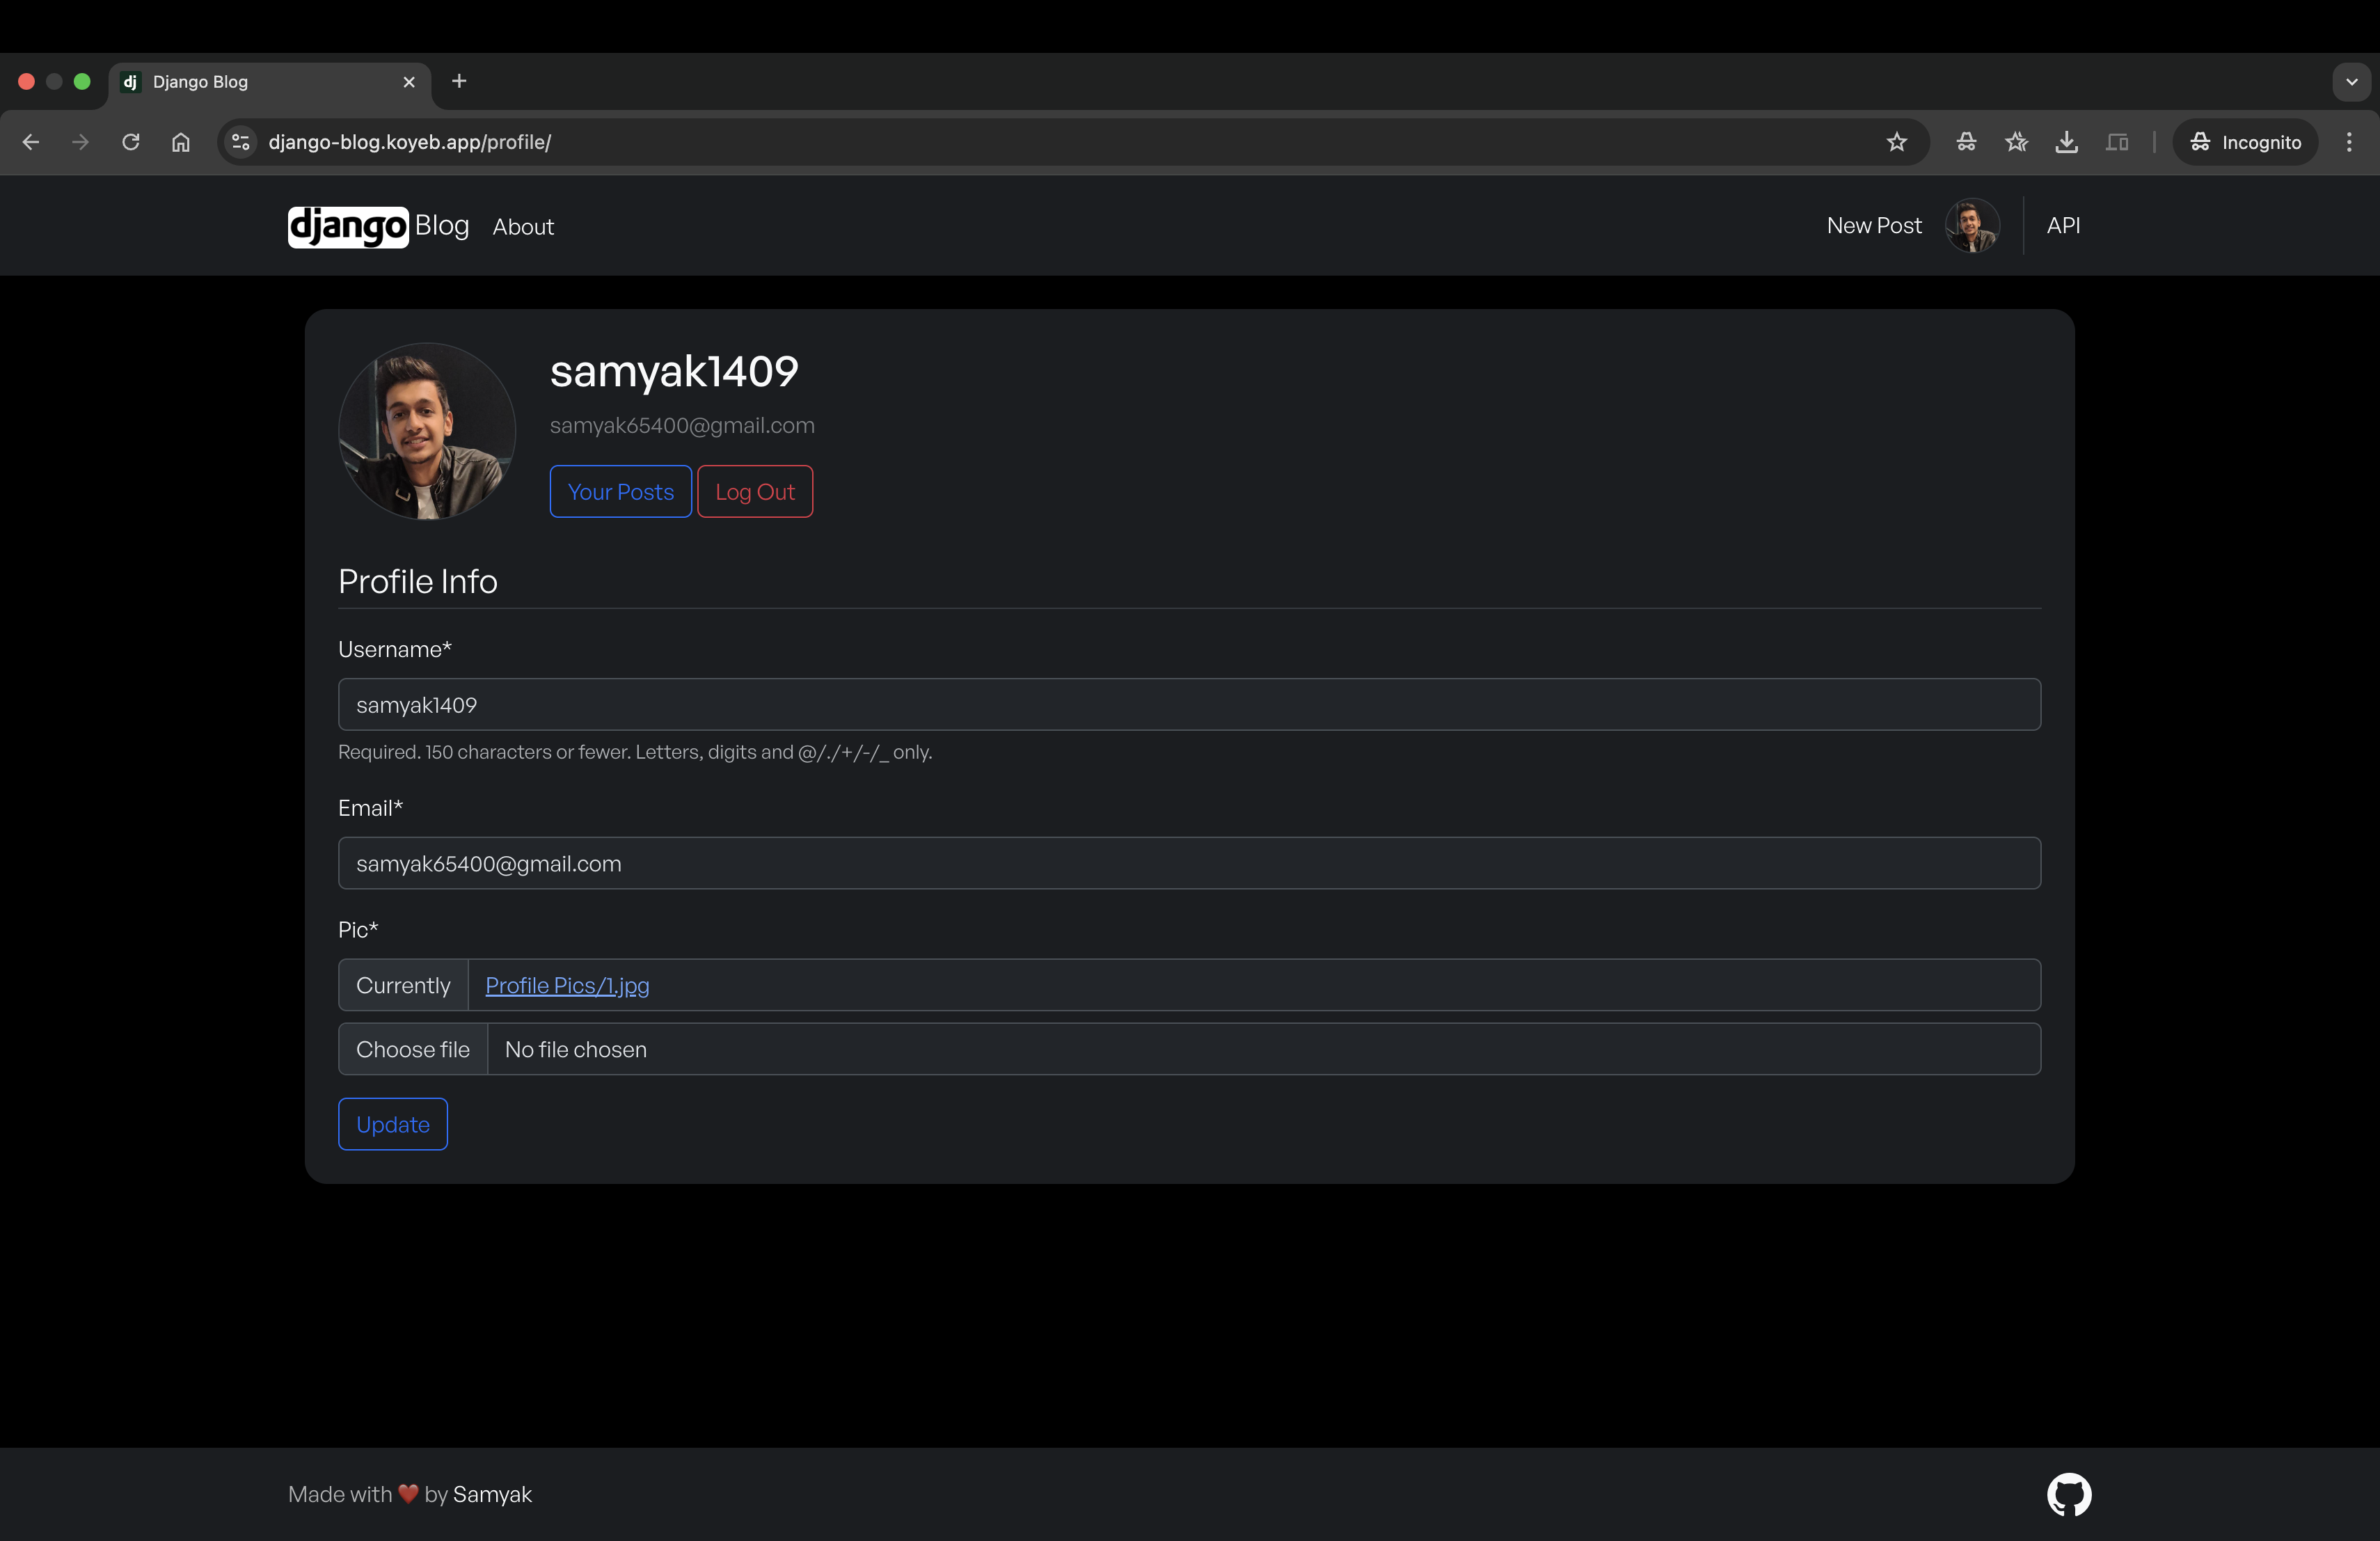 dj Django Blog
django-blog.koyeb.app/profile/ Incognito
django Blog About New Post API
samyak1409
samyak65400@gmail.com
Your Posts Log Out
Profile Info
Username*
samyak1409
Required. 150 characters or fewer. Letters, digits and @/./+/-/_ only.
Email*
samyak65400@gmail.com
Pic*
Currently Profile Pics/1.jpg
Choose file No file chosen
Update
Made with ❤️ by Samyak